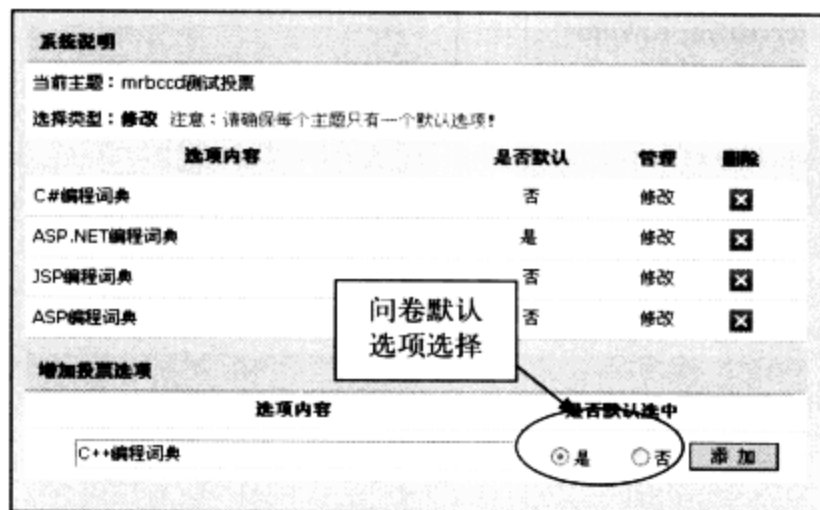 系统说明
当前主题：mrbccd测试投票
选择类型：修改 注意：请确保每个主题只有一个默认选项!
选项内容 是否默认 管理 删除
C#编程词典 否 修改
ASP.NET编程词典 是 修改
JSP编程词典 否 修改
ASP编程词典 否 修改
问卷默认
选项选择
增加投票选项
选项内容 是否默认选中
C++编程词典 是 否 添 加